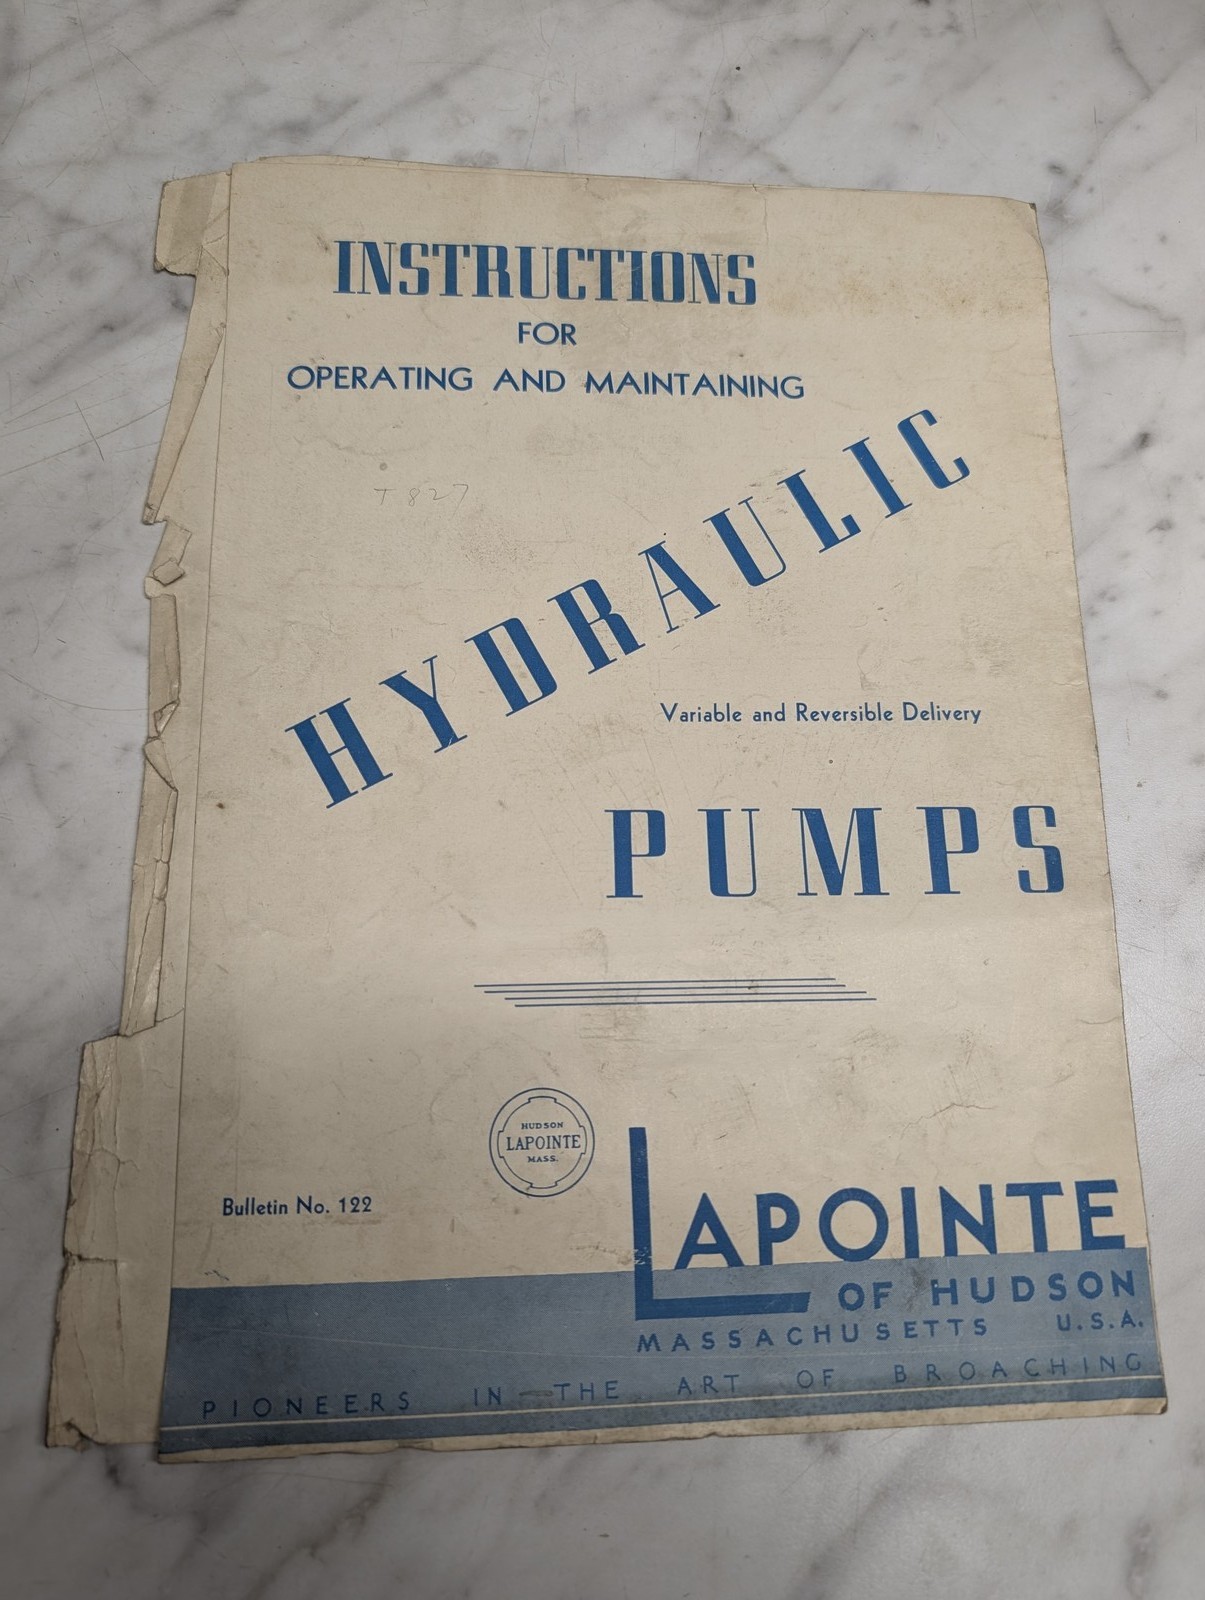 INSTRUCTIONS
FOR
OPERATING AND MAINTAINING
T 827
HYDRAULIC
Variable and Reversible Delivery
PUMPS
HUDSON
LAPOINTE
MASS.
Bulletin No. 122
LAPOINTE
OF HUDSON
MASSACHUSETTS U.S.A.
PIONEERS IN THE ART OF BROACHING